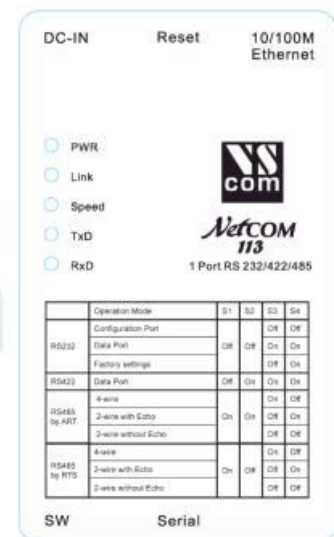 DC-IN Reset 10/100M
Ethernet
PWR
Link
Speed
TxD
RxD
VS
com
NetCOM
113
1 Port RS 232/422/485
Operation Mode S1 S2 S3 S4
RS232 Configuration Port Off Off Off Off
Data Port On On
Factory settings Off On
RS422 Data Port Off On On On
RS485 by ART 4-wire On On On Off
2-wire with Echo Off On
2-wire without Echo Off Off
RS485 by RTS 4-wire On Off On Off
2-wire with Echo Off On
2-wire without Echo Off Off
SW Serial